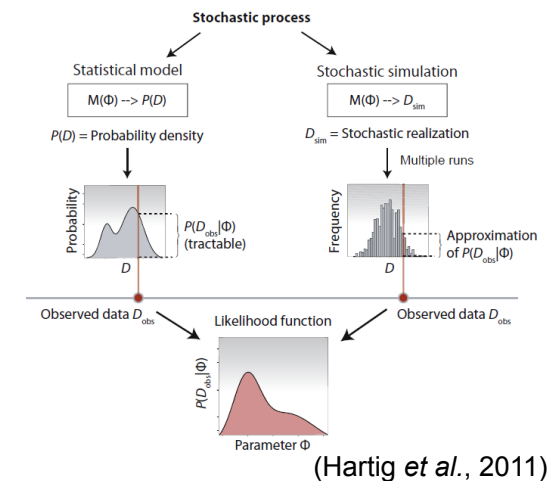 Stochastic process
Statistical model
Stochastic simulation
M(Φ) --> P(D)
M(Φ) --> Dsim
P(D) = Probability density
Dsim = Stochastic realization
Multiple runs
Probability
D
P(Dobs|Φ)
(tractable)
Frequency
D
Approximation
of P(Dobs|Φ)
Observed data Dobs
Likelihood function
Observed data Dobs
P(Dobs|Φ)
Parameter Φ
(Hartig et al., 2011)